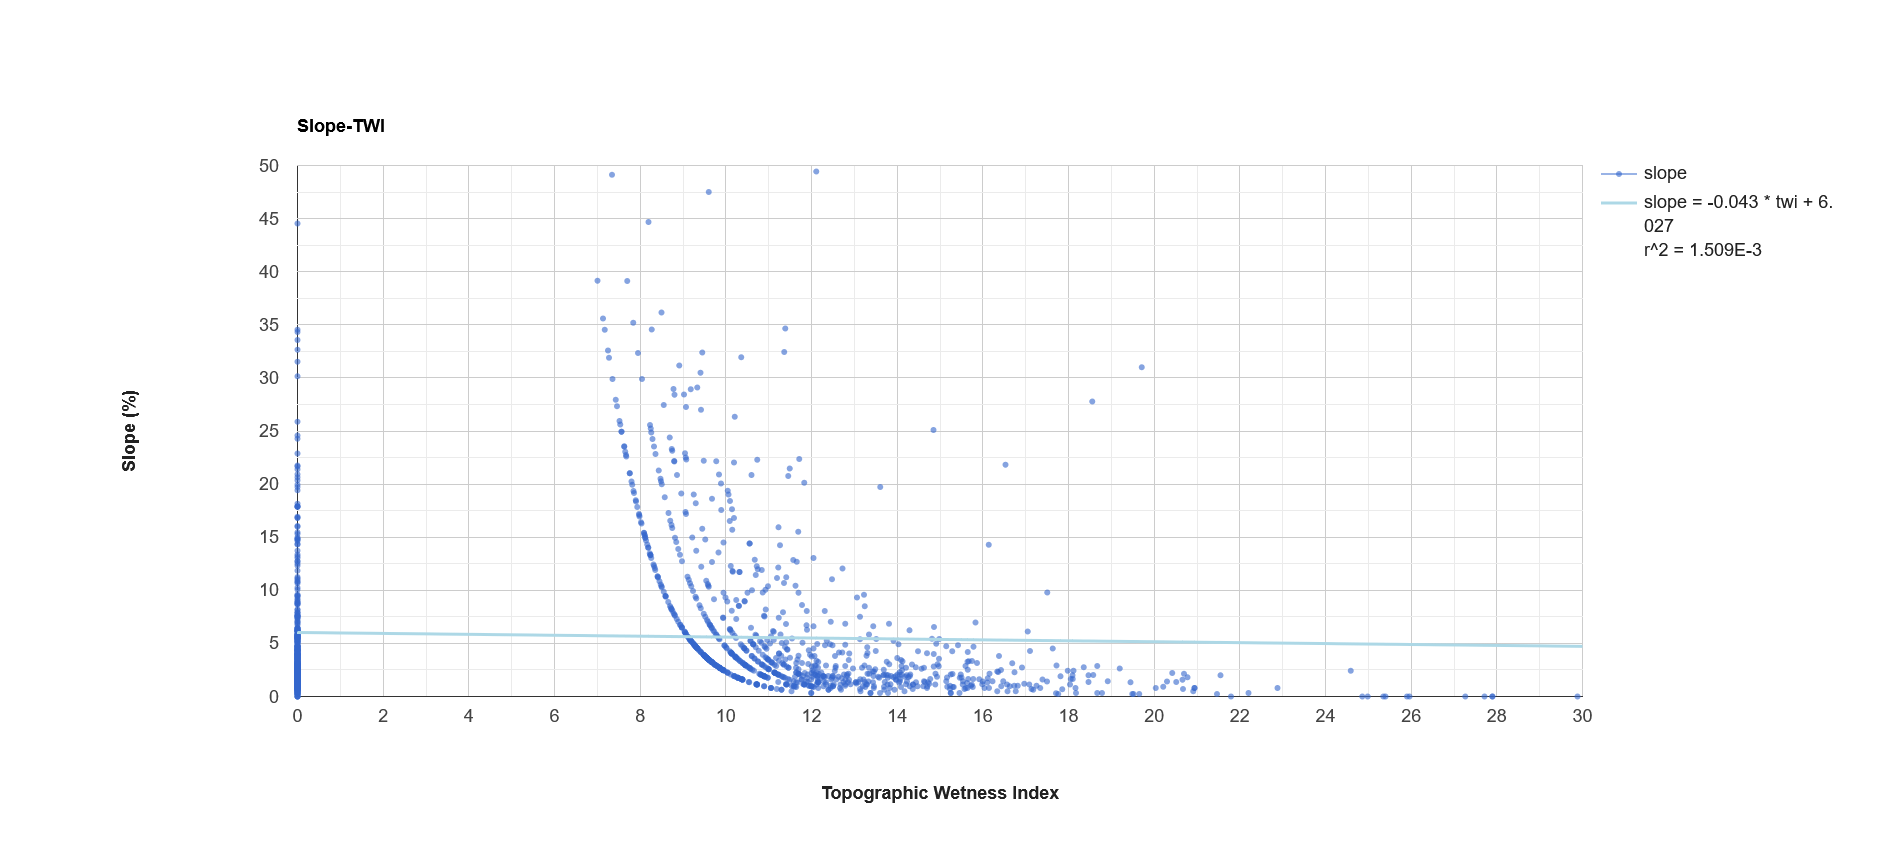 Slope-TWI
50
45
40
35
30
25
20
15
10
5
0
0 2 4 6 8 10 12 14 16 18 20 22 24 26 28 30
Slope (%)
Topographic Wetness Index
slope
slope = -0.043 * twi + 6.
027
r^2 = 1.509E-3